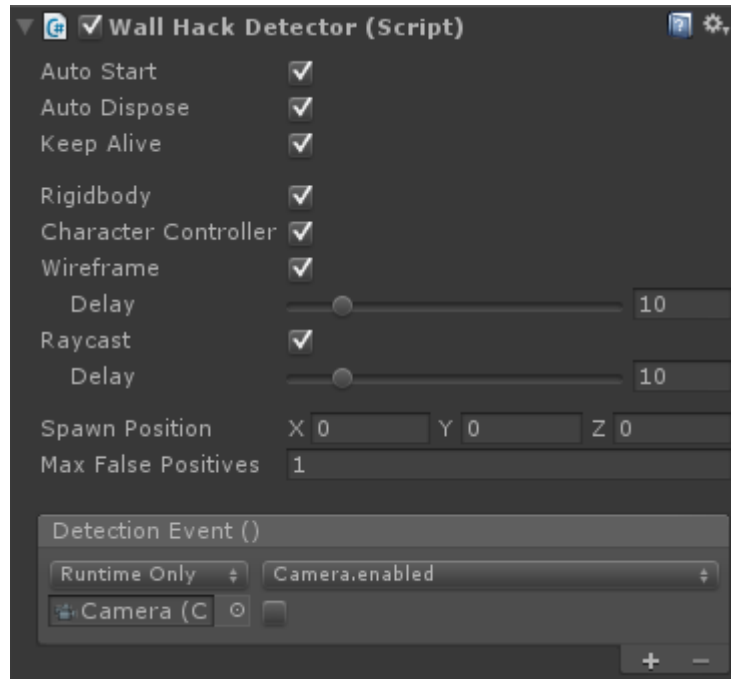 Wall Hack Detector (Script)
Auto Start
Auto Dispose
Keep Alive
Rigidbody
Character Controller
Wireframe
Delay 10
Raycast
Delay 10
Spawn Position X 0 Y 0 Z 0
Max False Positives 1
Detection Event ()
Runtime Only Camera.enabled
Camera (C